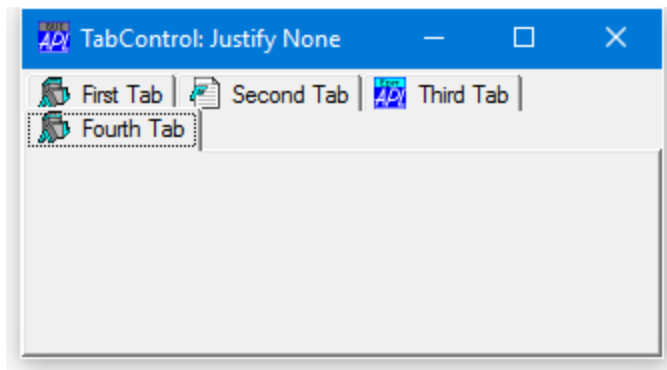 TabControl: Justify None
First Tab Second Tab Third Tab
Fourth Tab